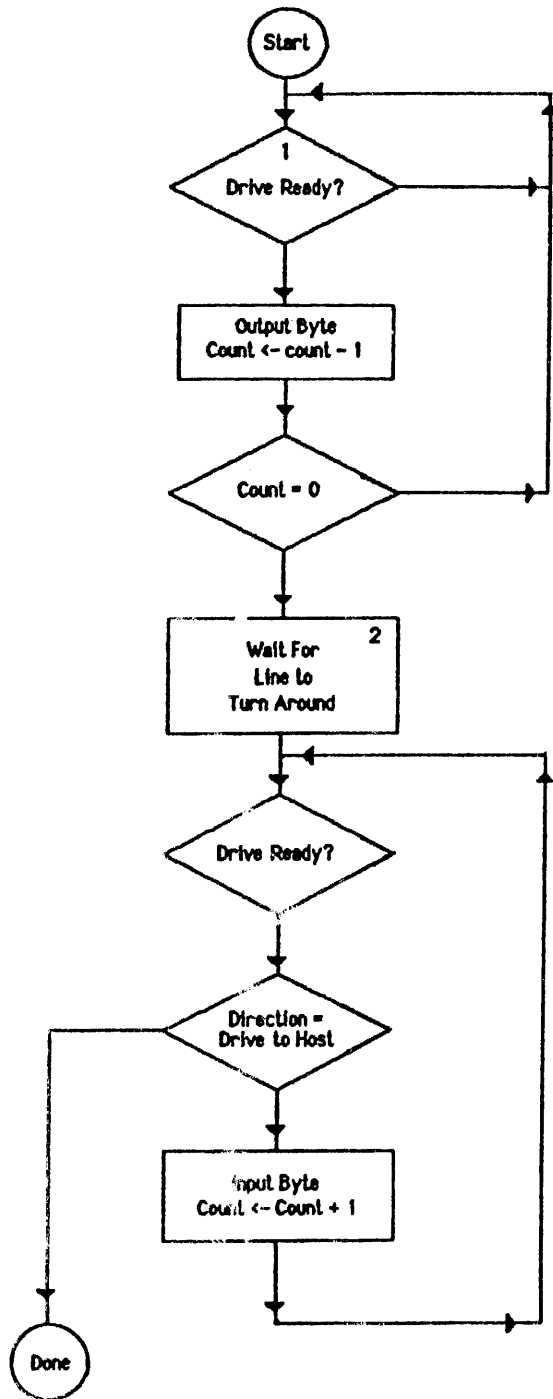 Start
1
Drive Ready?
Output Byte
Count <- count - 1
Count = 0
2
Wait For
Line to
Turn Around
Drive Ready?
Direction =
Drive to Host
Input Byte
Count <- Count + 1
Done